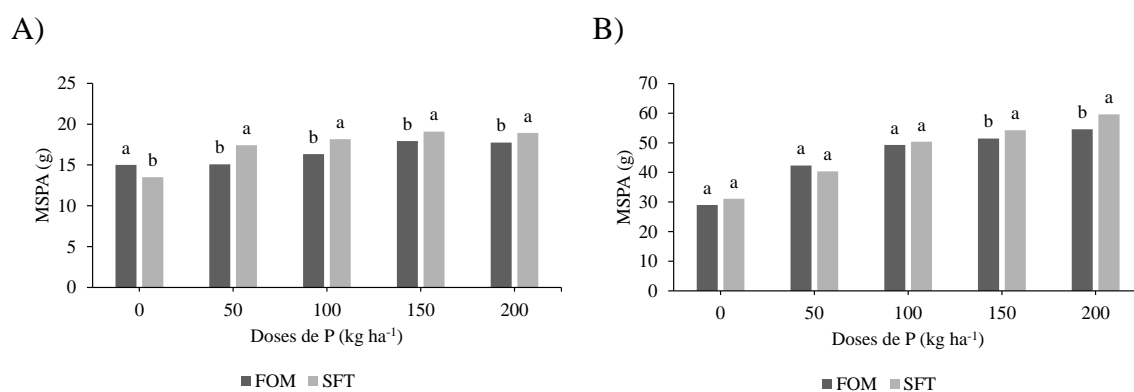 A)
25
20
15
10
5
0
MSPA (g)
a b b a b a b a b a
0 50 100 150 200
Doses de P (kg ha⁻¹)
FOM SFT
B)
70
60
50
40
30
20
10
0
MSPA (g)
a a a a a a b a b a
0 50 100 150 200
Doses de P (kg ha⁻¹)
FOM SFT